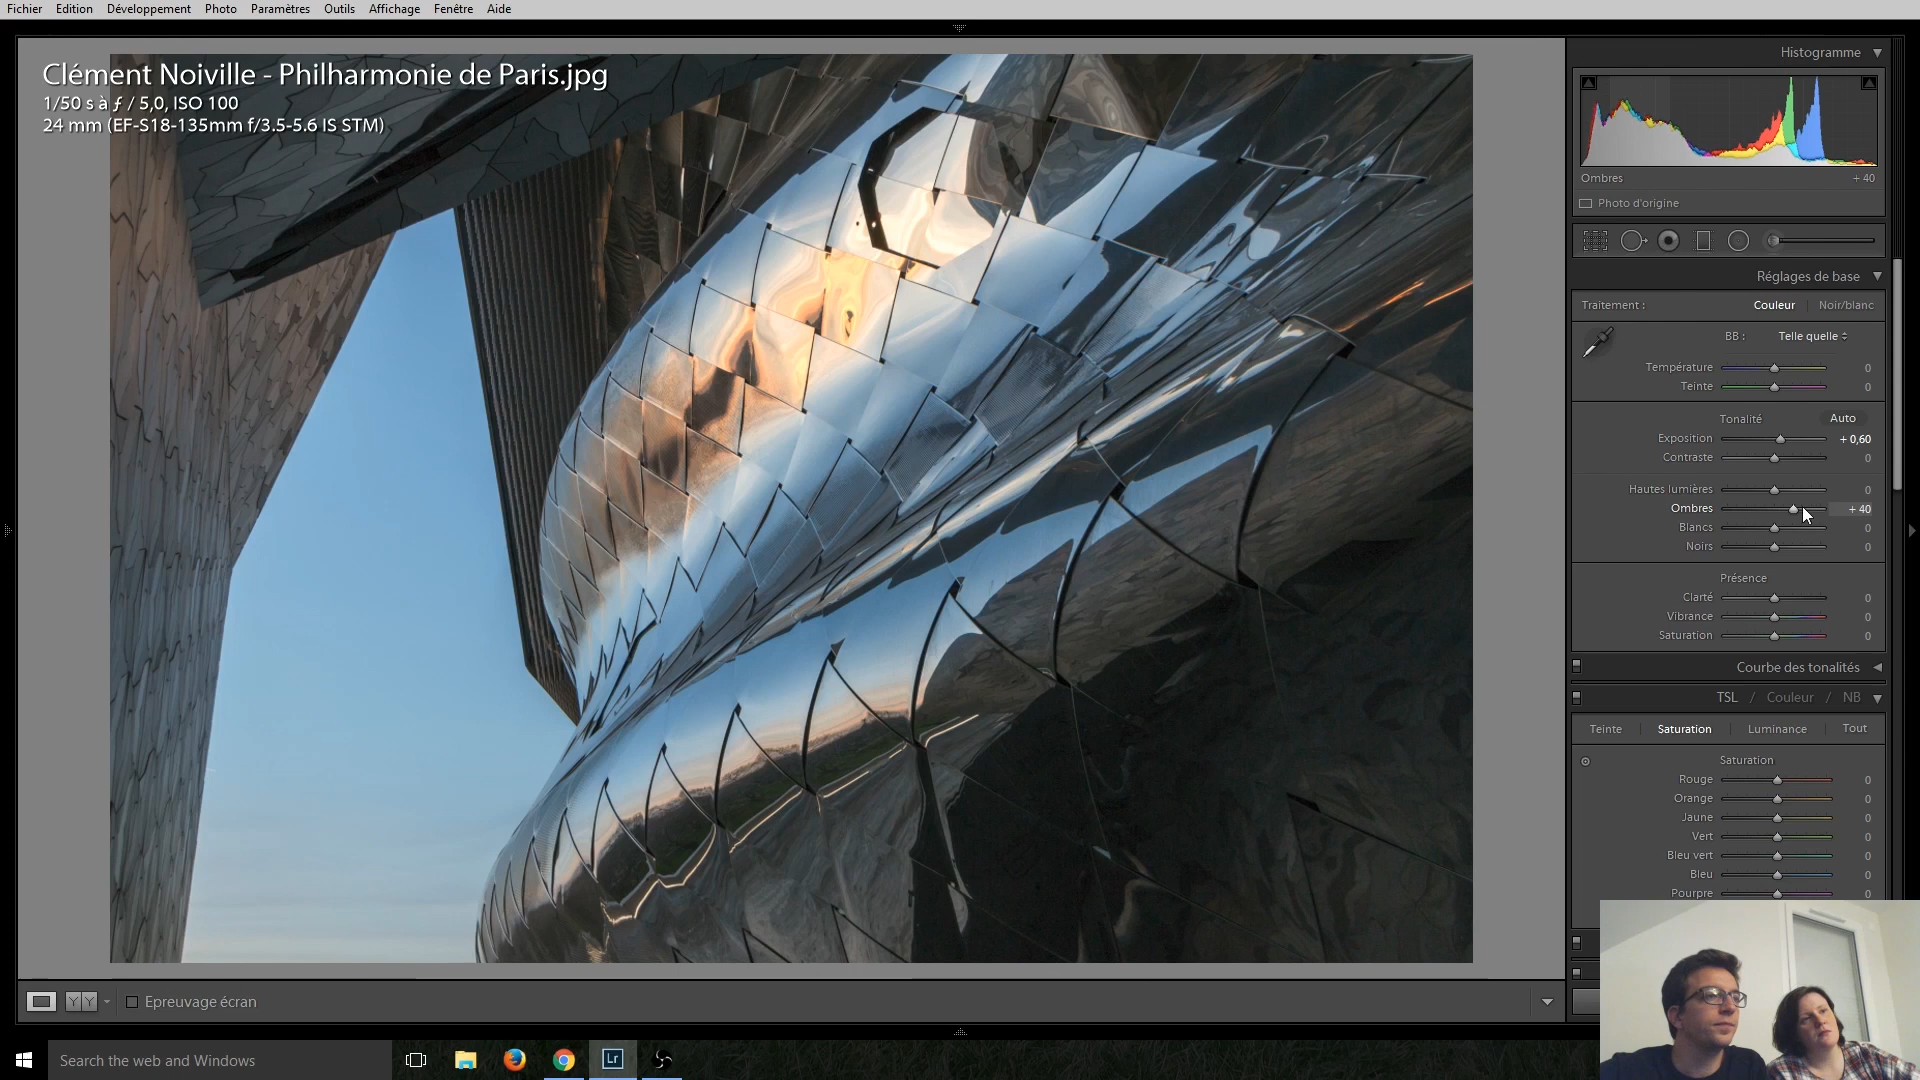 Fichier Edition Développement Photo Paramètres Outils Affichage Fenêtre Aide
Clément Noiville - Philharmonie de Paris.jpg
1/50 s à ƒ / 5,0, ISO 100
24 mm (EF-S18-135mm f/3.5-5.6 IS STM)
Histogramme
Ombres + 40
Photo d'origine
Réglages de base
Traitement : Couleur Noir/blanc
BB : Telle quelle
Température 0
Teinte 0
Tonalité Auto
Exposition + 0,60
Contraste 0
Hautes lumières 0
Ombres + 40
Blancs 0
Noirs 0
Présence
Clarté 0
Vibrance 0
Saturation 0
Courbe des tonalités
TSL / Couleur / NB
Teinte Saturation Luminance Tout
Saturation
Rouge 0
Orange 0
Jaune 0
Vert 0
Bleu vert 0
Bleu 0
Pourpre 0
YY Epreuvage écran
Search the web and Windows
Lr